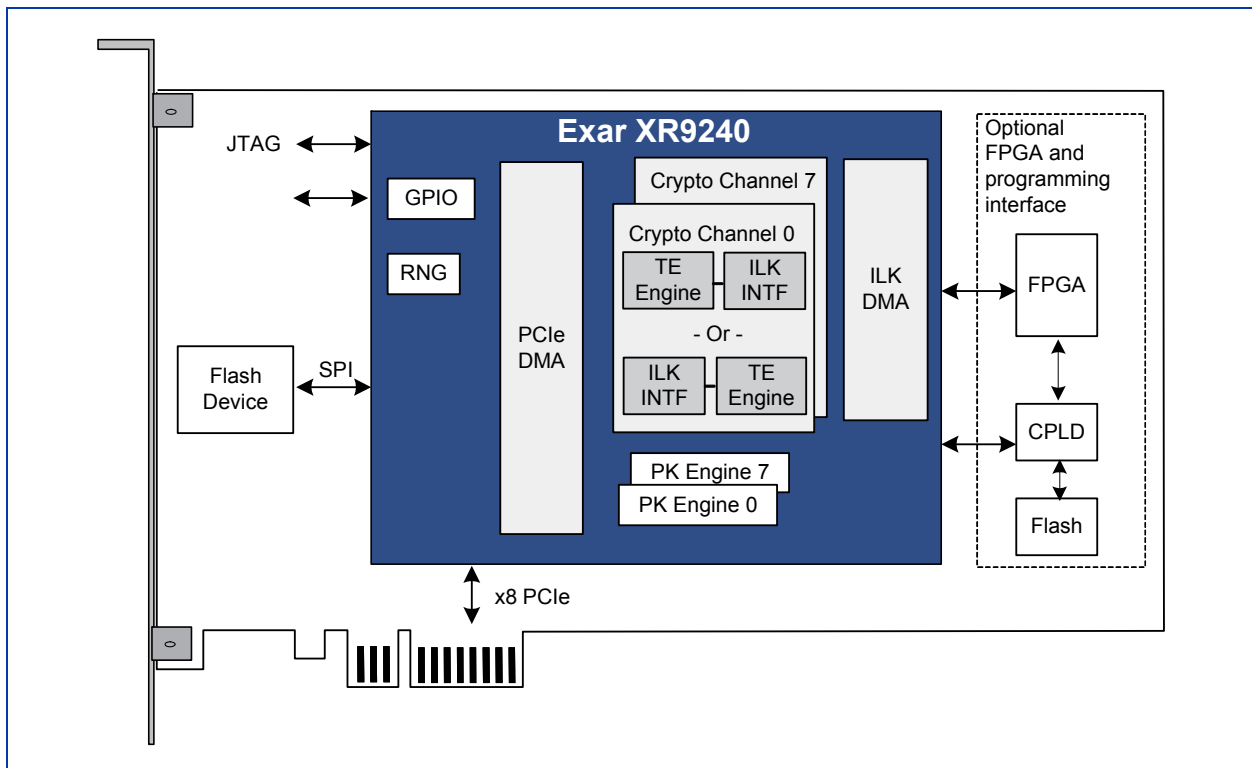 Exar XR9240
JTAG
GPIO
RNG
Flash
Device
SPI
PCIe
DMA
Crypto Channel 7
Crypto Channel 0
TE
Engine
ILK
INTF
- Or -
ILK
INTF
TE
Engine
PK Engine 7
PK Engine 0
ILK
DMA
Optional
FPGA and
programming
interface
FPGA
CPLD
Flash
x8 PCIe